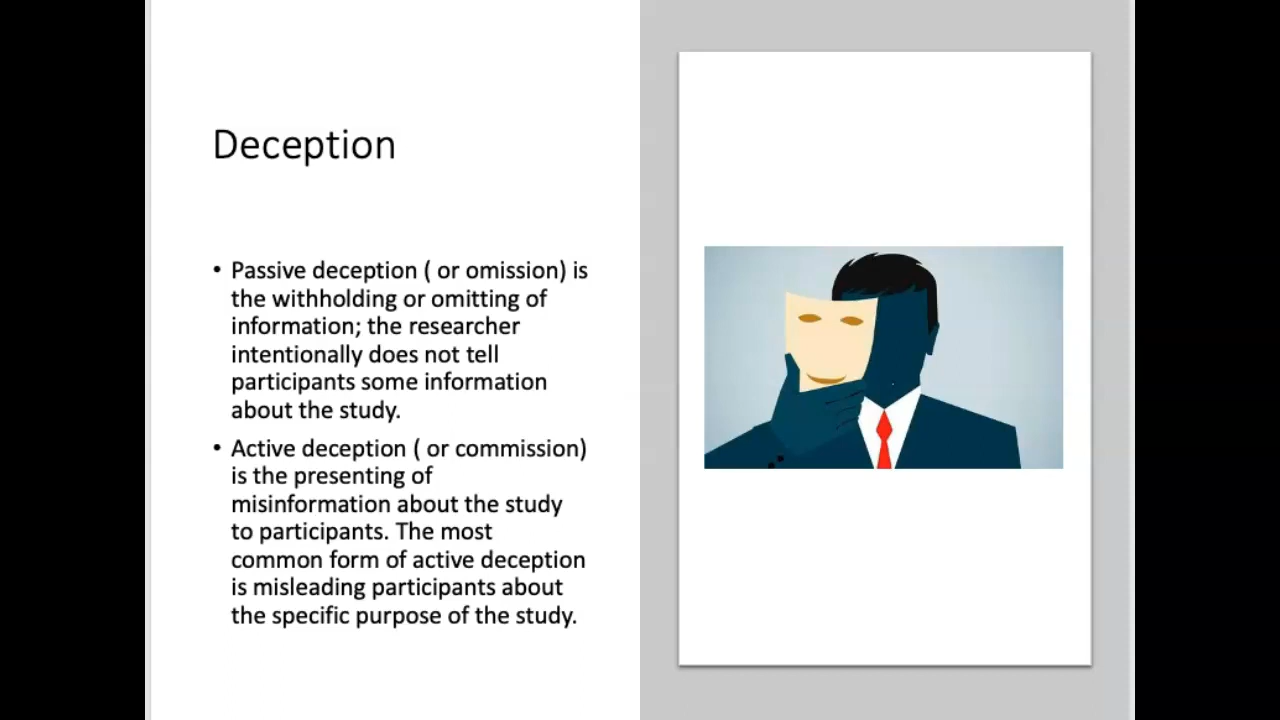 Deception
• Passive deception ( or omission) is
the withholding or omitting of
information; the researcher
intentionally does not tell
participants some information
about the study.
• Active deception ( or commission)
is the presenting of
misinformation about the study
to participants. The most
common form of active deception
is misleading participants about
the specific purpose of the study.